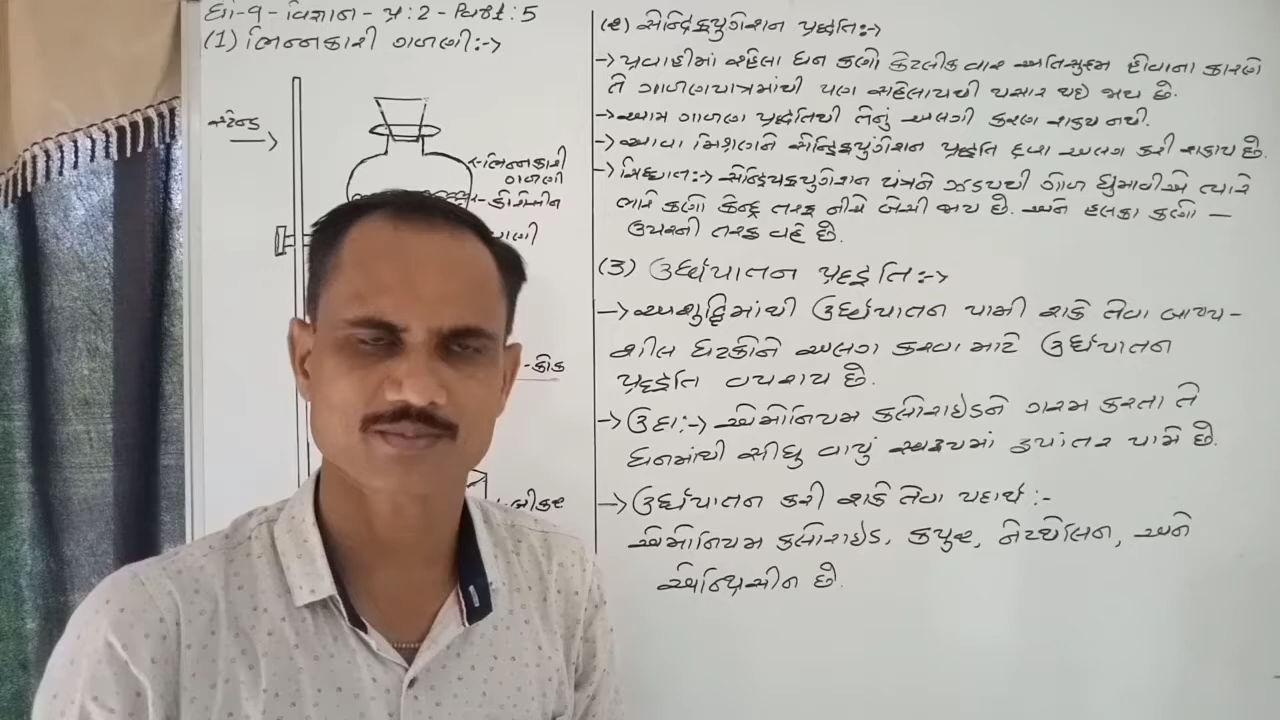 ધો-9-વિજ્ઞાન-પ્ર:2-
(1) ભિન્નકારી ગળણી:->
સ્ટેન્ડ
ભિન્નકારી
ગળણી
કેરોસીન
પાણી
કોક
બીકર
(૨) સેન્ટ્રિફ્યુગેશન પદ્ધતિ:->
-> પ્રવાહીમાં રહેલા ઘન કણો કેટલીક વાર અતિસુક્ષ્મ હોવાના કારણે
તે ગાળણપાત્રમાંથી પણ સહેલાયથી પસાર થઇ જાય છે.
-> આમ ગાળણ પદ્ધતિથી તેનું અલગી કરણ શક્ય નથી.
-> આવા મિશ્રણને સેન્ટ્રિફ્યુગેશન પદ્ધતિ દ્વારા અલગ કરી શકાય છે.
-> સિદ્ધાંત:-> સેન્ટ્રિફ્યુગેશન યંત્રને ઝડપથી ગોળ ઘુમાવીએ ત્યારે
ભારે કણો કેન્દ્ર તરફ નીચે બેસી જાય છે. અને હલકા કણો -
ઉપરની તરફ વહે છે.
(3) ઉર્ધ્વપાતન પદ્ધતિ:->
-> અશુદ્ધિમાંથી ઉર્ધ્વપાતન પામી શકે તેવા બાષ્પ-
શીલ ઘટકોને અલગ કરવા માટે ઉર્ધ્વપાતન
પદ્ધતિ વપરાય છે.
-> ઉદા:-> એમોનિયમ ક્લોરાઇડને ગરમ કરતા તે
ઘનમાંથી સીધુ વાયું સ્વરૂપમાં રૂપાંતર પામે છે.
-> ઉર્ધ્વપાતન કરી શકે તેવા પદાર્થ:-
એમોનિયમ ક્લોરાઇડ, કપુર, નેપ્થેલિન, અને
એન્થ્રાસીન છે.